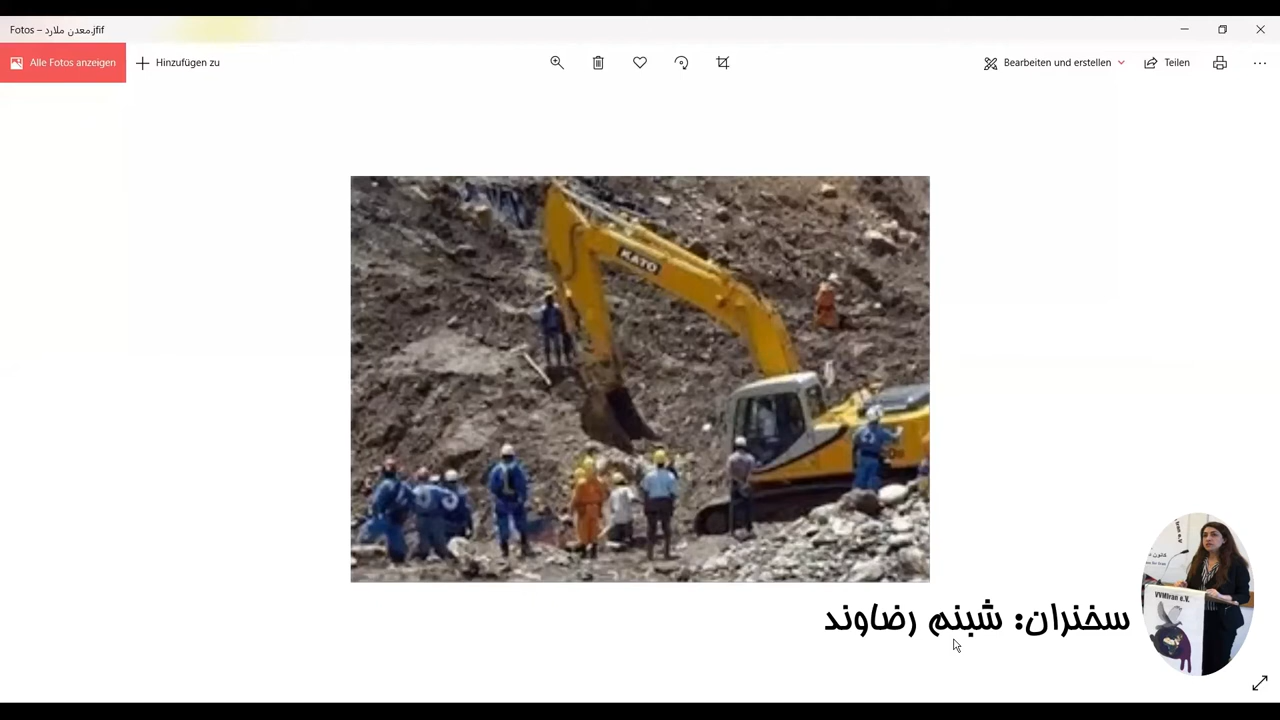 Fotos – معدن ملارد.jfif
Alle Fotos anzeigen
Hinzufügen zu
Bearbeiten und erstellen
Teilen
KATO
سخنران: شبنم رضاوند
VVMIran e.V.